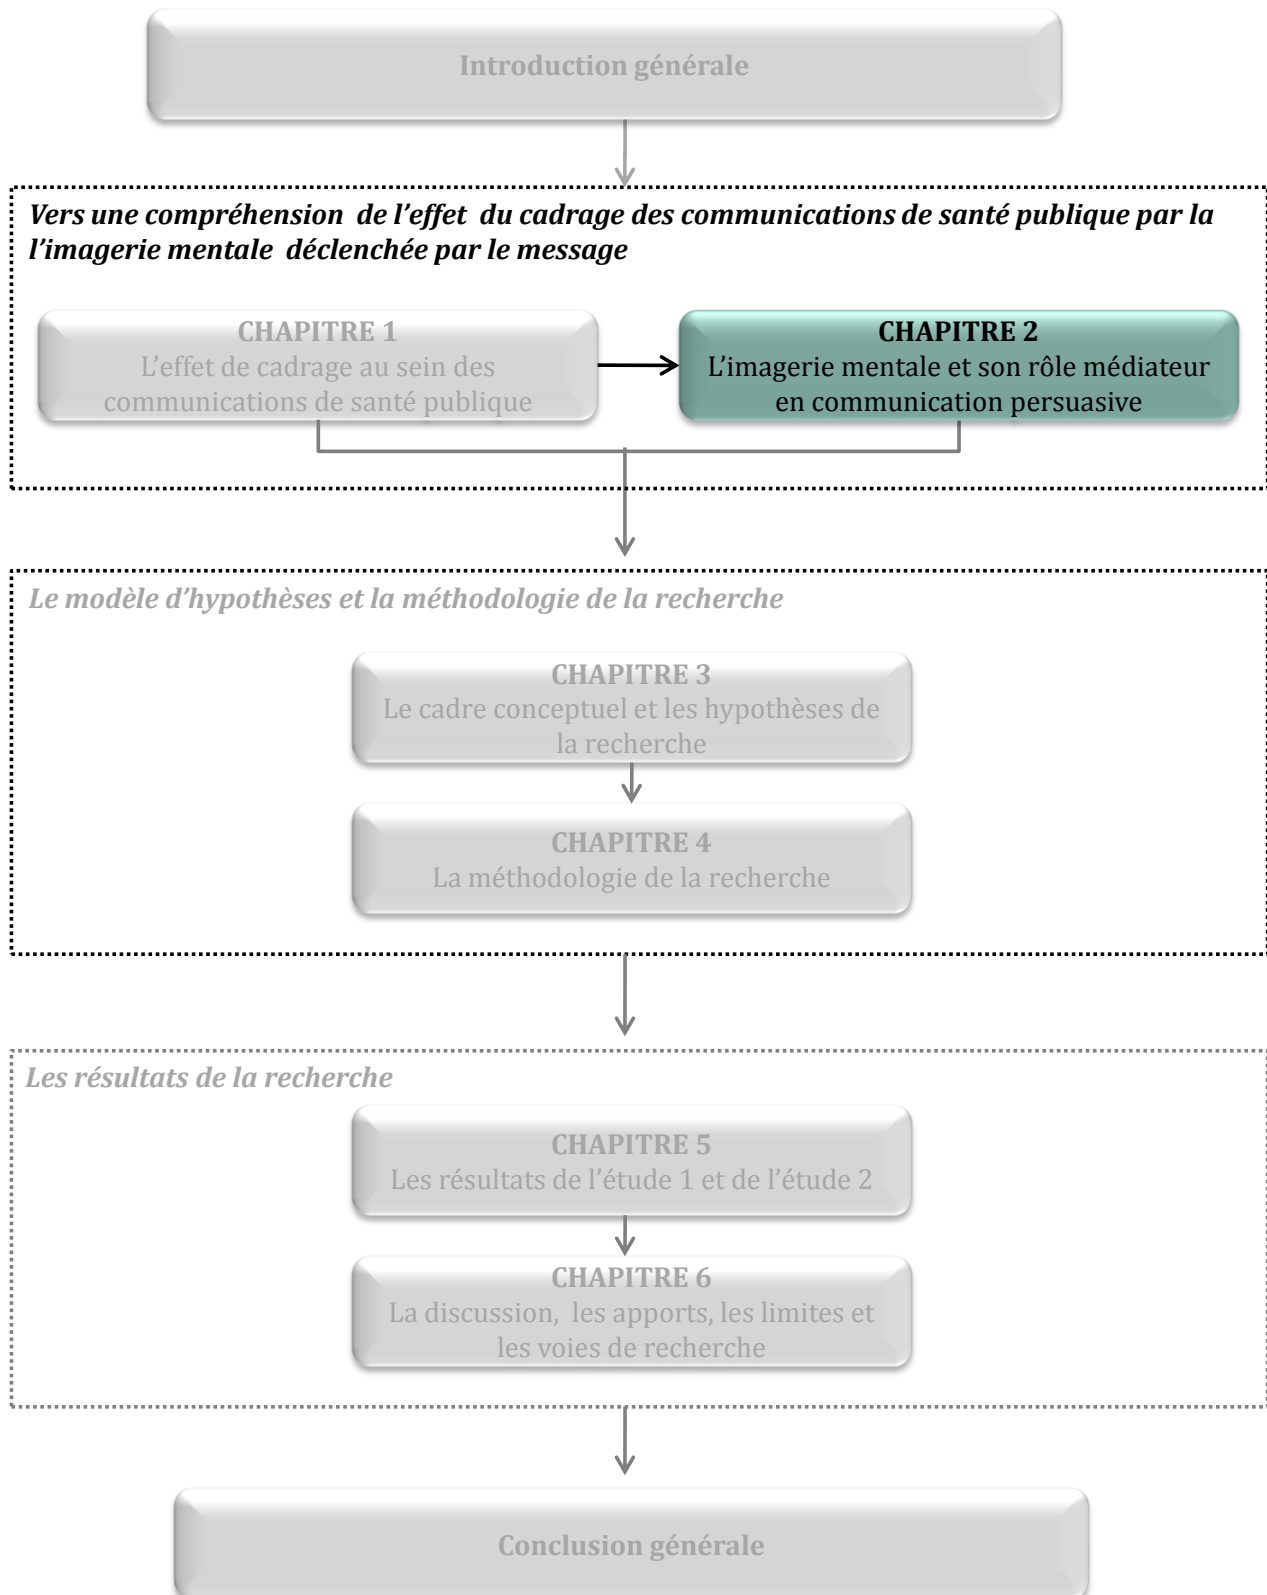 Introduction générale
Vers une compréhension de l’effet du cadrage des communications de santé publique par la
l’imagerie mentale déclenchée par le message
CHAPITRE 1
L’effet de cadrage au sein des
communications de santé publique
CHAPITRE 2
L’imagerie mentale et son rôle médiateur
en communication persuasive
Le modèle d’hypothèses et la méthodologie de la recherche
CHAPITRE 3
Le cadre conceptuel et les hypothèses de
la recherche
CHAPITRE 4
La méthodologie de la recherche
Les résultats de la recherche
CHAPITRE 5
Les résultats de l’étude 1 et de l’étude 2
CHAPITRE 6
La discussion, les apports, les limites et
les voies de recherche
Conclusion générale